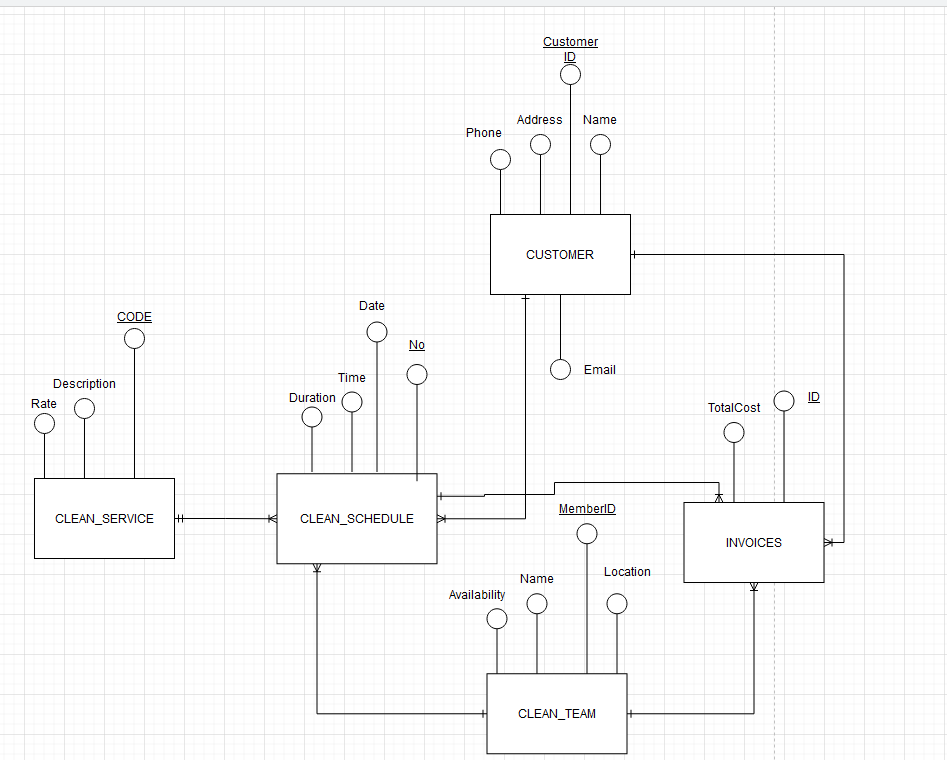 Customer
ID
Phone
Address
Name
CUSTOMER
Email
CODE
Description
Rate
CLEAN_SERVICE
Date
No
Time
Duration
CLEAN_SCHEDULE
TotalCost
ID
INVOICES
MemberID
Location
Name
Availability
CLEAN_TEAM